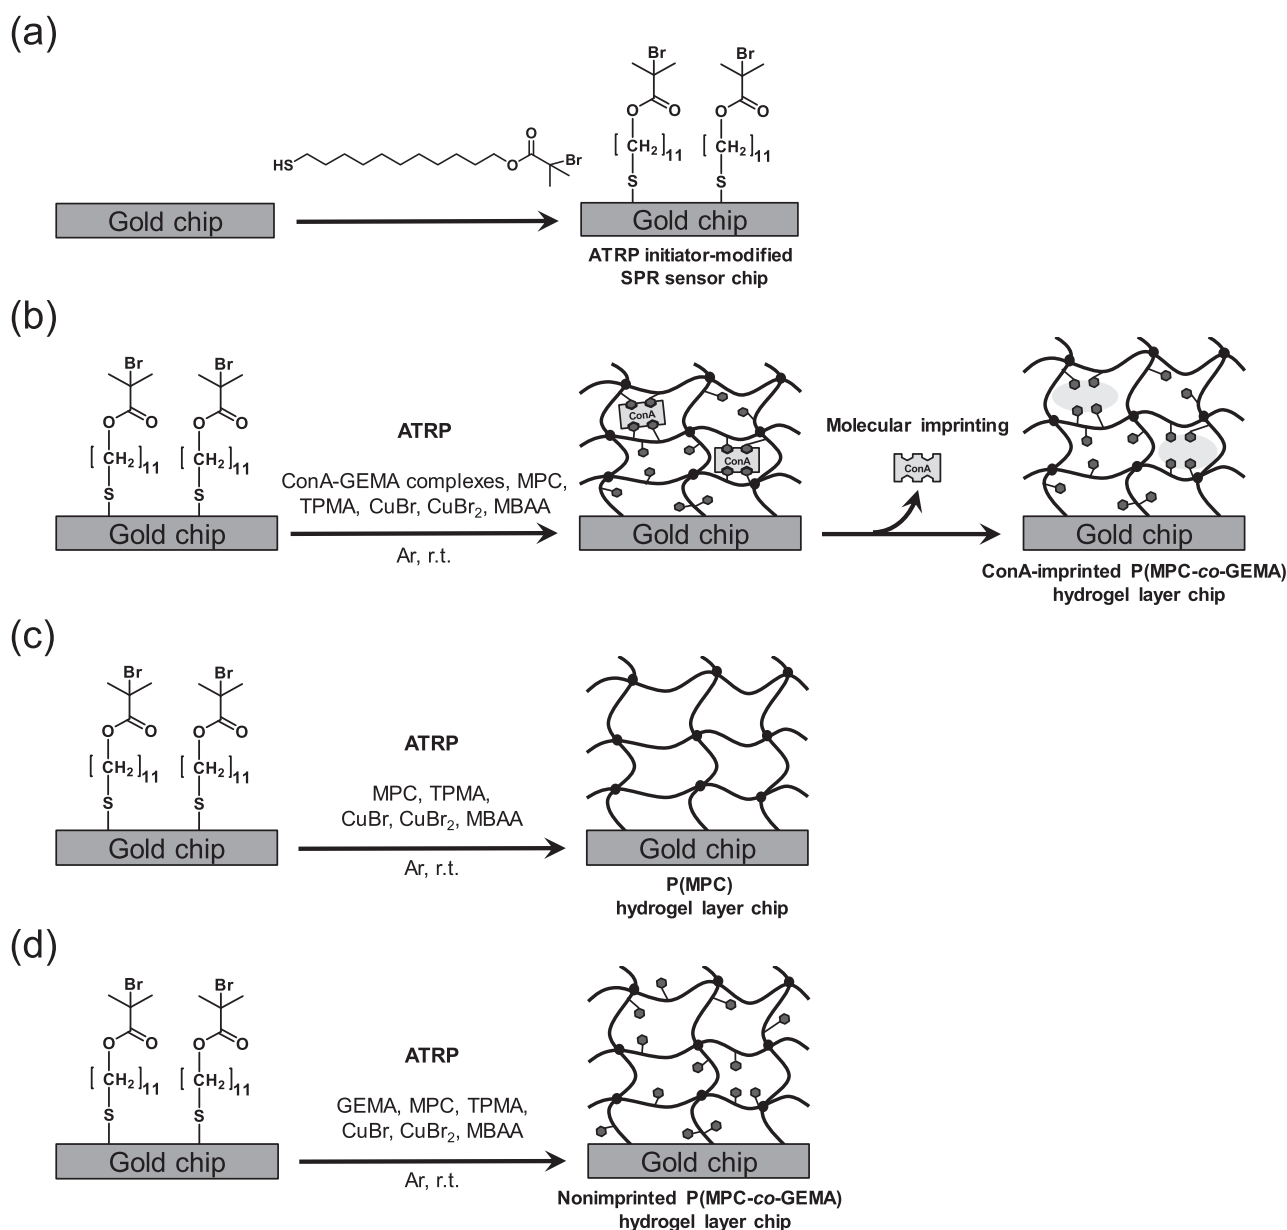 (a)
Br
O
O
[CH₂]₁₁
S
Br
O
O
[CH₂]₁₁
S
HS
O
O
Br
Gold chip
Gold chip
ATRP initiator-modified
SPR sensor chip
(b)
Br
O
O
[CH₂]₁₁
S
Br
O
O
[CH₂]₁₁
S
Gold chip
ATRP
ConA-GEMA complexes, MPC,
TPMA, CuBr, CuBr₂, MBAA
Ar, r.t.
ConA
ConA
Gold chip
Molecular imprinting
ConA
Gold chip
ConA-imprinted P(MPC-co-GEMA)
hydrogel layer chip
(c)
Br
O
O
[CH₂]₁₁
S
Br
O
O
[CH₂]₁₁
S
Gold chip
ATRP
MPC, TPMA,
CuBr, CuBr₂, MBAA
Ar, r.t.
Gold chip
P(MPC)
hydrogel layer chip
(d)
Br
O
O
[CH₂]₁₁
S
Br
O
O
[CH₂]₁₁
S
Gold chip
ATRP
GEMA, MPC, TPMA,
CuBr, CuBr₂, MBAA
Ar, r.t.
Gold chip
Nonimprinted P(MPC-co-GEMA)
hydrogel layer chip